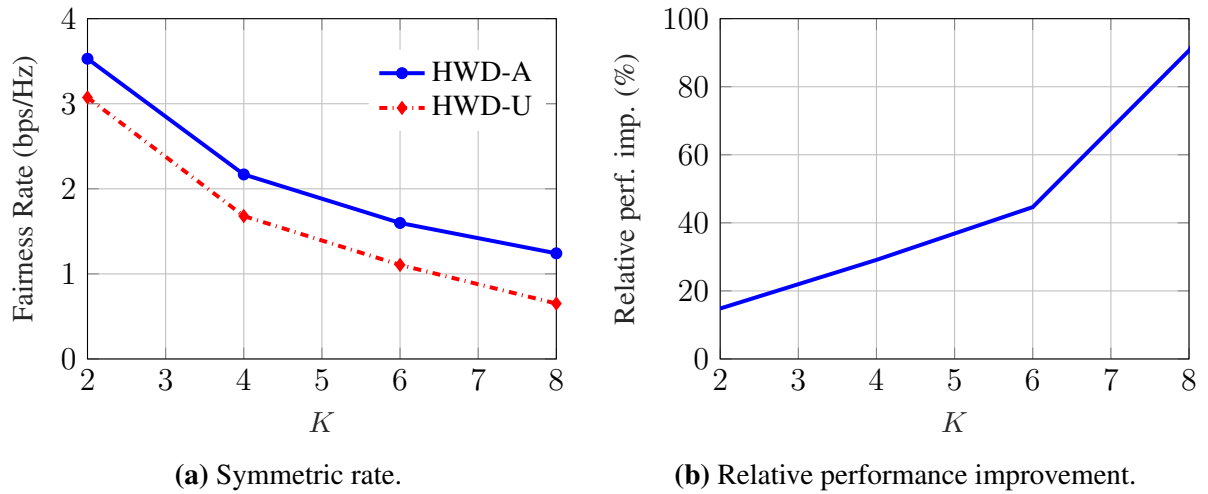 4
3
2
1
0
2 3 4 5 6 7 8
K
Fairness Rate (bps/Hz)
HWD-A
HWD-U
(a) Symmetric rate.
100
80
60
40
20
0
2 3 4 5 6 7 8
K
Relative perf. imp. (%)
(b) Relative performance improvement.